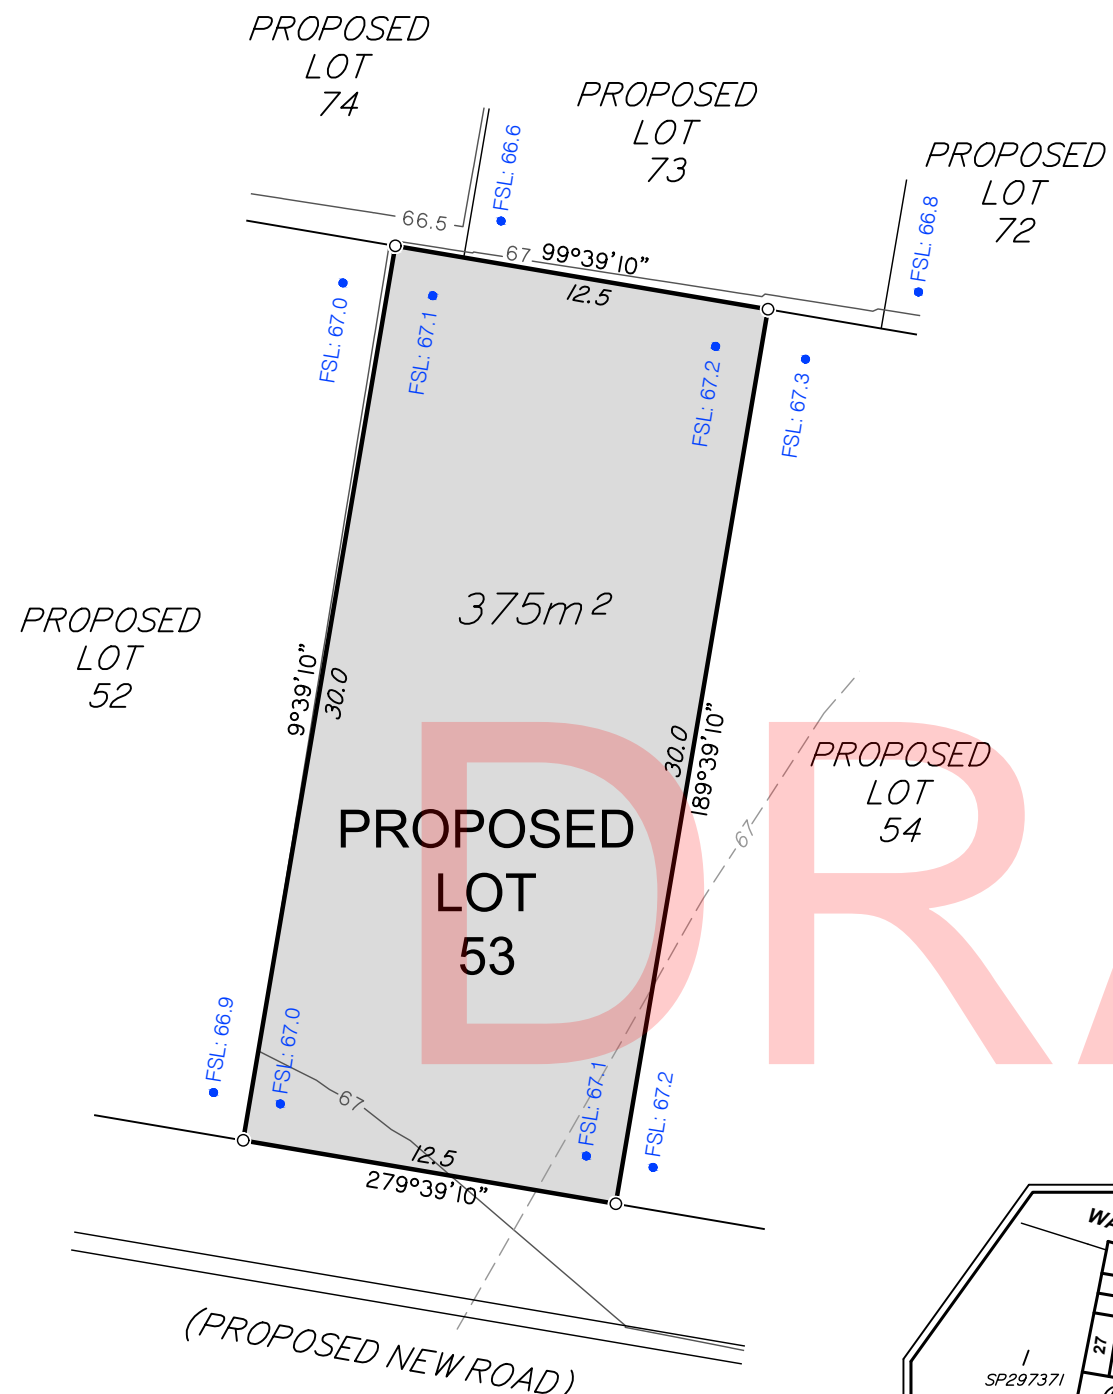 PROPOSED
LOT
74
PROPOSED
LOT
73
PROPOSED
LOT
72
FSL: 66.6
FSL: 66.8
66.5
67
99°39'10"
12.5
FSL: 67.0
FSL: 67.1
FSL: 67.2
FSL: 67.3
375m²
PROPOSED
LOT
52
9°39'10"
30.0
30.0
189°39'10"
PROPOSED
LOT
54
67
PROPOSED
LOT
53
DRA
FSL: 66.9
FSL: 67.0
67
FSL: 67.1
FSL: 67.2
12.5
279°39'10"
(PROPOSED NEW ROAD)
WA
27
1
SP297371